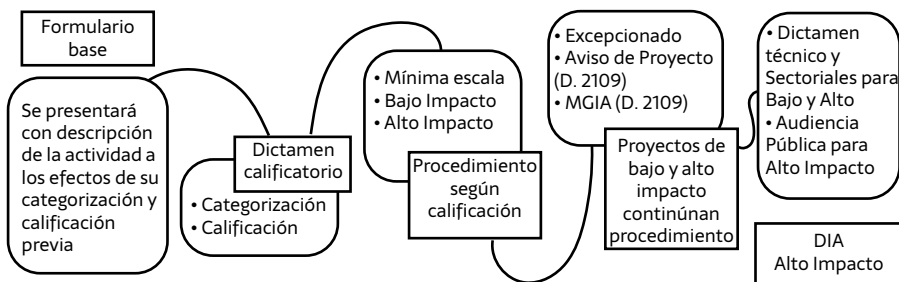 Formulario
base
Se presentará
con descripción
de la actividad a
los efectos de su
categorización y
calificación
previa
Dictamen
calificatorio
• Categorización
• Calificación
• Mínima escala
• Bajo Impacto
• Alto Impacto
Procedimiento
según
calificación
• Excepcionado
• Aviso de Proyecto
(D. 2109)
• MGIA (D. 2109)
Proyectos de
bajo y alto
impacto
continúnan
procedimiento
• Dictamen
técnico y
Sectoriales para
Bajo y Alto
• Audiencia
Pública para
Alto Impacto
DIA
Alto Impacto